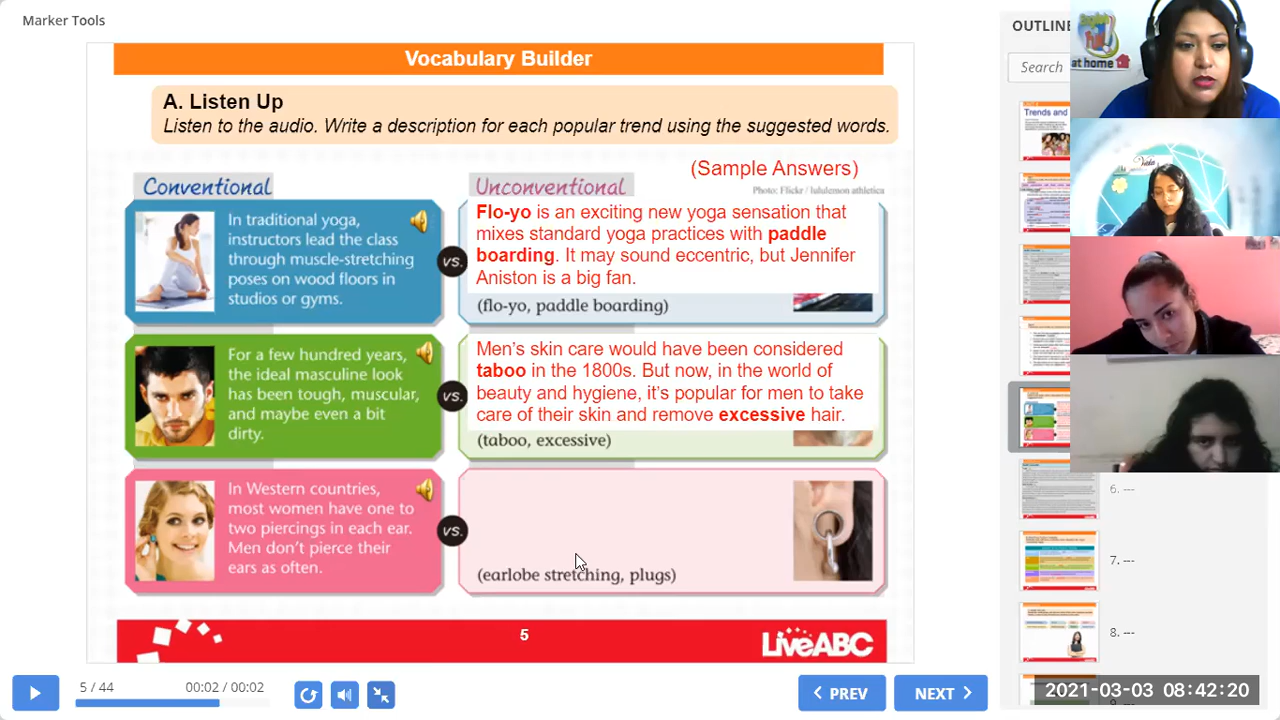 Marker Tools
Vocabulary Builder
A. Listen Up
Listen to the audio. Write a description for each popular trend using the suggested words.
(Sample Answers)
Photo: Flickr / lululemon athletica
Conventional
Unconventional
In traditional yoga,
instructors lead the class
through muscle-stretching
poses on wood floors in
studios or gyms.
vs.
Flo-yo is an exciting new yoga sensation that
mixes standard yoga practices with paddle
boarding. It may sound eccentric, but Jennifer
Aniston is a big fan.
(flo-yo, paddle boarding)
For a few hundred years,
the ideal masculine look
has been tough, muscular,
and maybe even a bit
dirty.
vs.
Men's skin care would have been considered
taboo in the 1800s. But now, in the world of
beauty and hygiene, it's popular for men to take
care of their skin and remove excessive hair.
(taboo, excessive)
In Western countries,
most women have one to
two piercings in each ear.
Men don't pierce their
ears as often.
vs.
(earlobe stretching, plugs)
5
LiveABC
5 / 44
00:02 / 00:02
PREV
NEXT
OUTLINE
Search
Trends and
6. ---
7. ---
8. ---
at home
2021-03-03 08:42:20